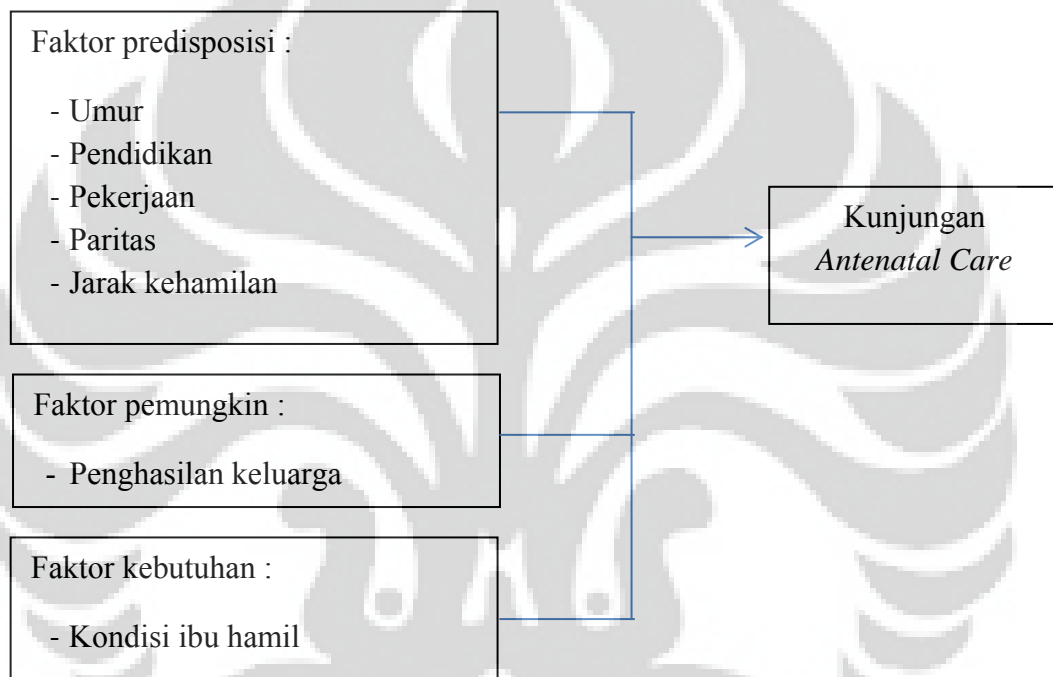 Faktor predisposisi :
- Umur
- Pendidikan
- Pekerjaan
- Paritas
- Jarak kehamilan
Kunjungan
Antenatal Care
Faktor pemungkin :
- Penghasilan keluarga
Faktor kebutuhan :
- Kondisi ibu hamil